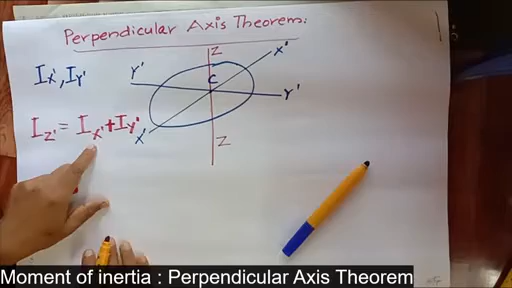 Perpendicular Axis Theorem:
Z X'
Ix', Iy' Y'
C
Y'
Iz' = Ix' + Iy'
X'
Z
Moment of inertia : Perpendicular Axis Theorem